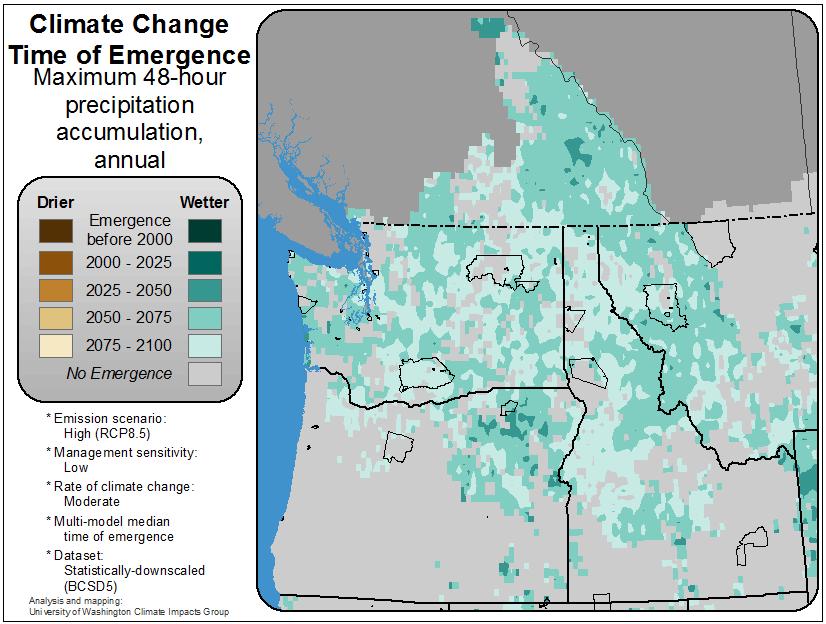 Climate Change
Time of Emergence
Maximum 48-hour
precipitation
accumulation,
annual
Drier Wetter
Emergence
before 2000
2000 - 2025
2025 - 2050
2050 - 2075
2075 - 2100
No Emergence
* Emission scenario:
High (RCP8.5)
* Management sensitivity:
Low
* Rate of climate change:
Moderate
* Multi-model median
time of emergence
* Dataset:
Statistically-downscaled
(BCSD5)
Analysis and mapping:
University of Washington Climate Impacts Group